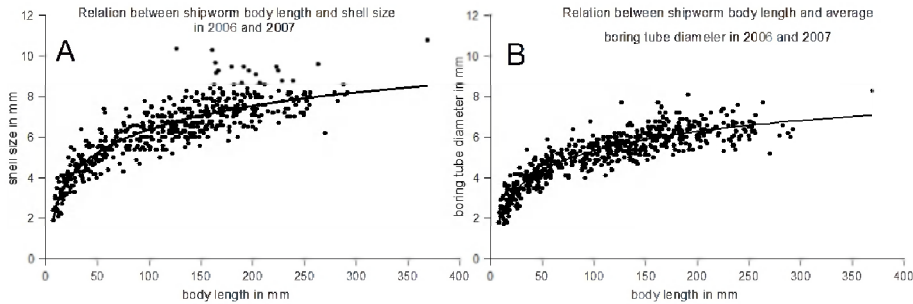 Relation between shipworm body length and shell size
in 2006 and 2007
A
12
10
8
6
4
2
0
shell size in mm
0 50 100 150 200 250 300 350 400
body length in mm
Relation between shipworm body length and average
boring tube diameter in 2006 and 2007
B
12
10
8
6
4
2
0
boring tube diameter in mm
0 50 100 150 200 250 300 350 400
body length in mm